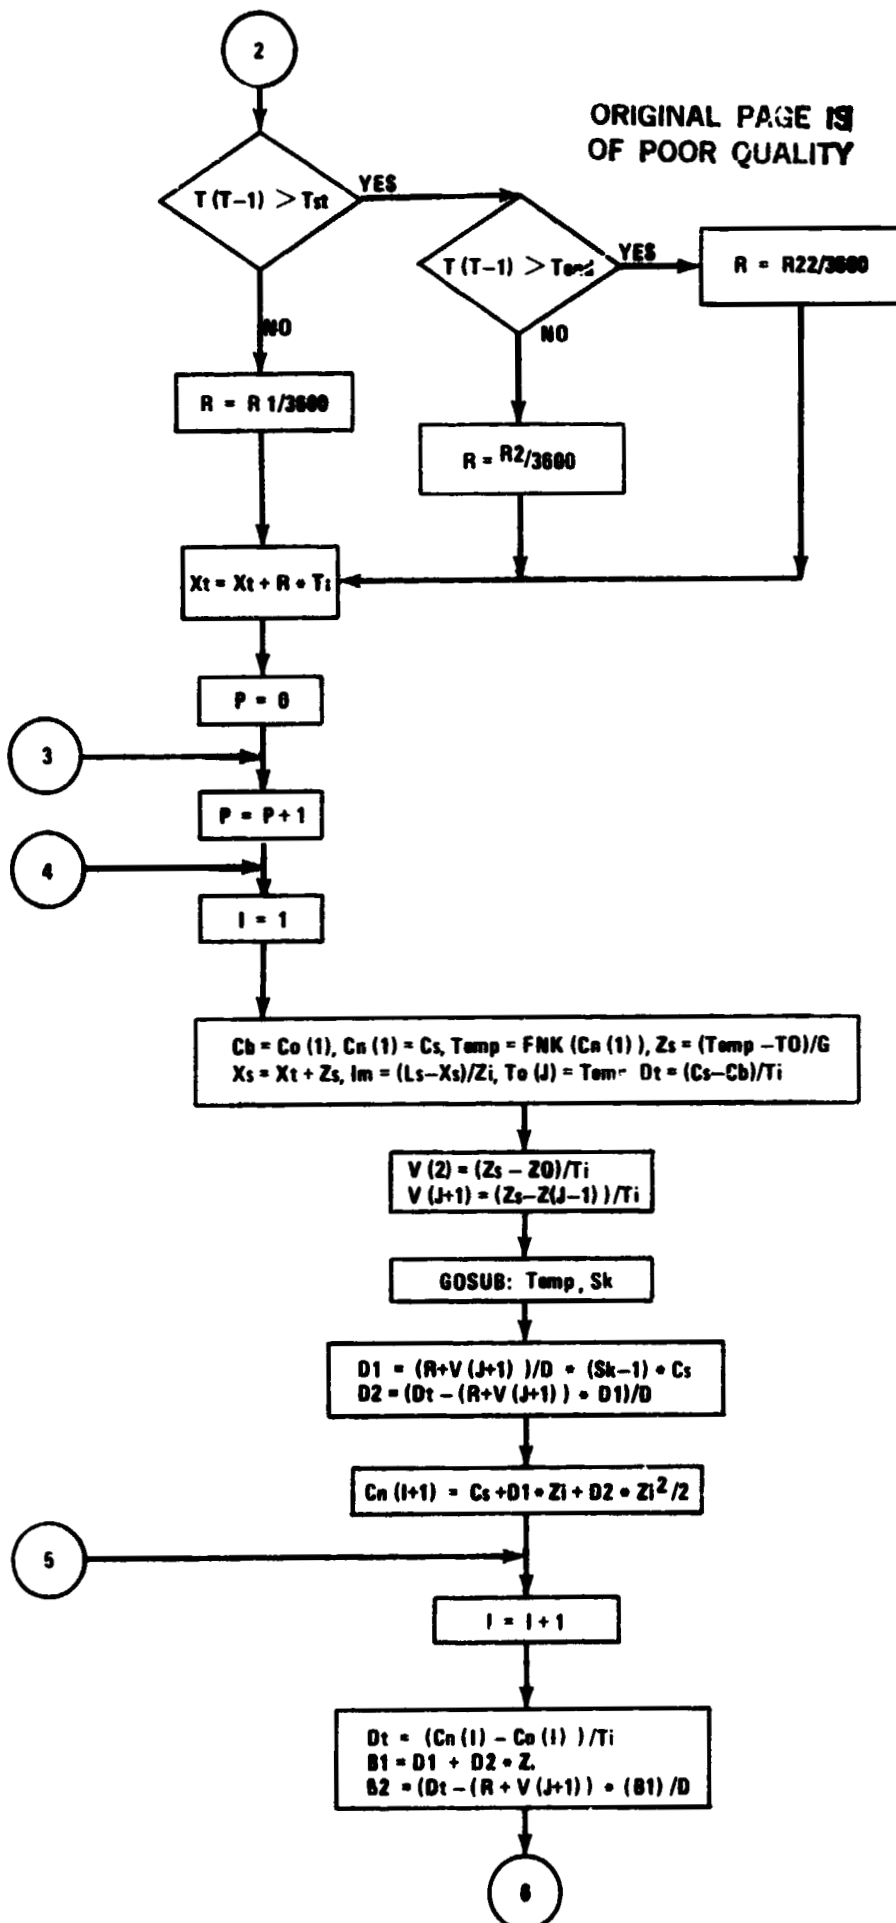 2
ORIGINAL PAGE IS
OF POOR QUALITY
T (T-1) > Tst
YES
T (T-1) > Tend
YES
R = R22/3600
NO
NO
R = R 1/3600
R = R2/3600
Xt = Xt + R * Ti
P = 0
3
P = P+1
4
I = 1
Cb = Co (1), Cn (1) = Cs, Temp = FNK (Cn (1) ), Zs = (Temp -TO)/G
Xs = Xt + Zs, Im = (Ls-Xs)/Zi, To (J) = Temp Dt = (Cs-Cb)/Ti
V (2) = (Zs - ZO)/Ti
V (J+1) = (Zs-Z(J-1) )/Ti
GOSUB: Temp, Sk
D1 = (R+V (J+1) )/D * (Sk-1) * Cs
D2 = (Dt - (R+V (J+1) ) * D1)/D
Cn (I+1) = Cs +D1 * Zi + D2 * Zi²/2
5
I = I + 1
Dt = (Cn (I) - Co (I) )/Ti
B1 = D1 + D2 * Z.
B2 = (Dt - (R + V (J+1) ) * (B1) /D
6